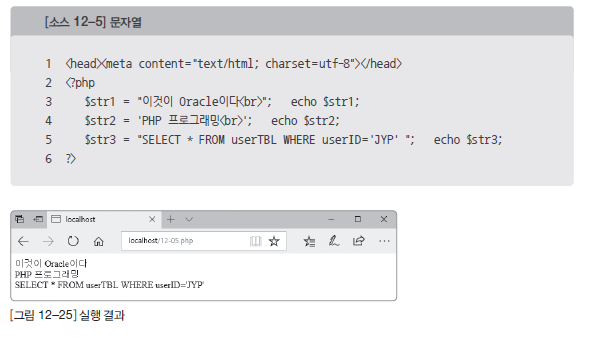 [소스 12-5] 문자열
1 <head><meta content="text/html; charset=utf-8"></head>
2 <?php
3 $str1 = "이것이 Oracle이다<br>"; echo $str1;
4 $str2 = 'PHP 프로그래밍<br>'; echo $str2;
5 $str3 = "SELECT * FROM userTBL WHERE userID='JYP' "; echo $str3;
6 ?>
localhost
localhost/12-05.php
이것이 Oracle이다
PHP 프로그래밍
SELECT * FROM userTBL WHERE userID='JYP'
[그림 12-25] 실행 결과